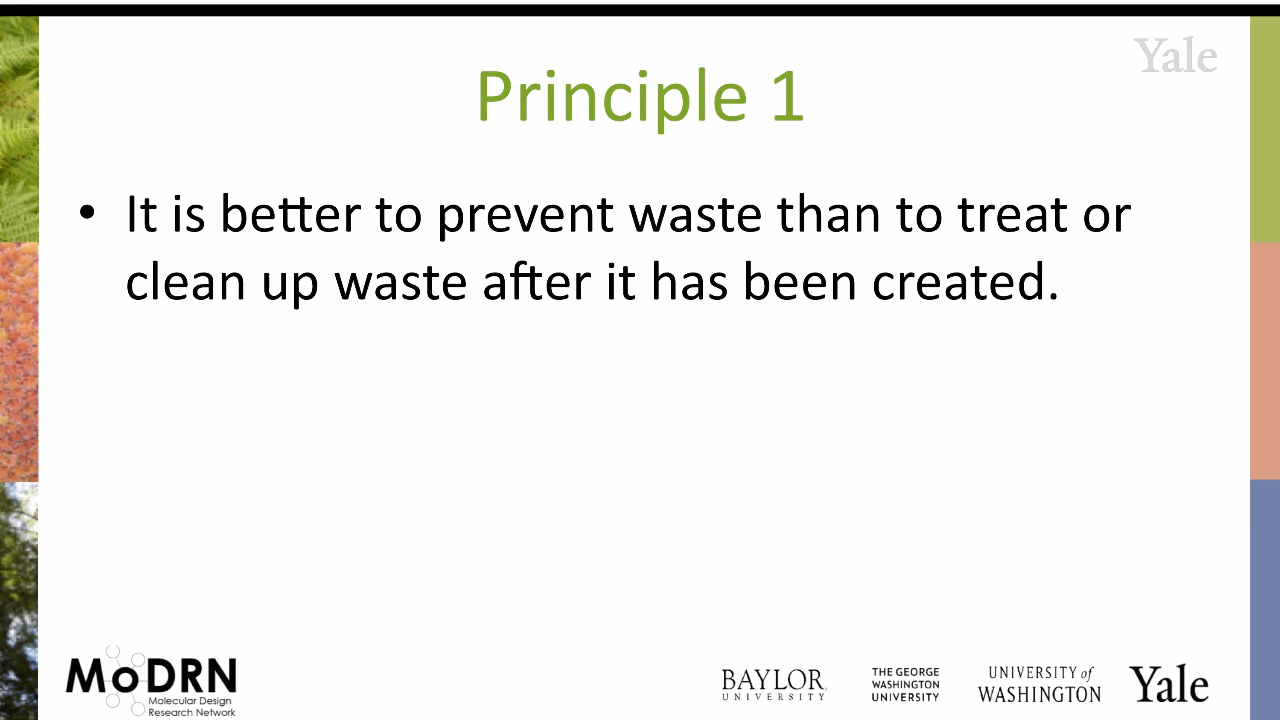 Yale
Principle 1
• It is better to prevent waste than to treat or
clean up waste after it has been created.
MoDRN
Molecular Design
Research Network
BAYLOR
UNIVERSITY
THE GEORGE
WASHINGTON
UNIVERSITY
UNIVERSITY of
WASHINGTON
Yale